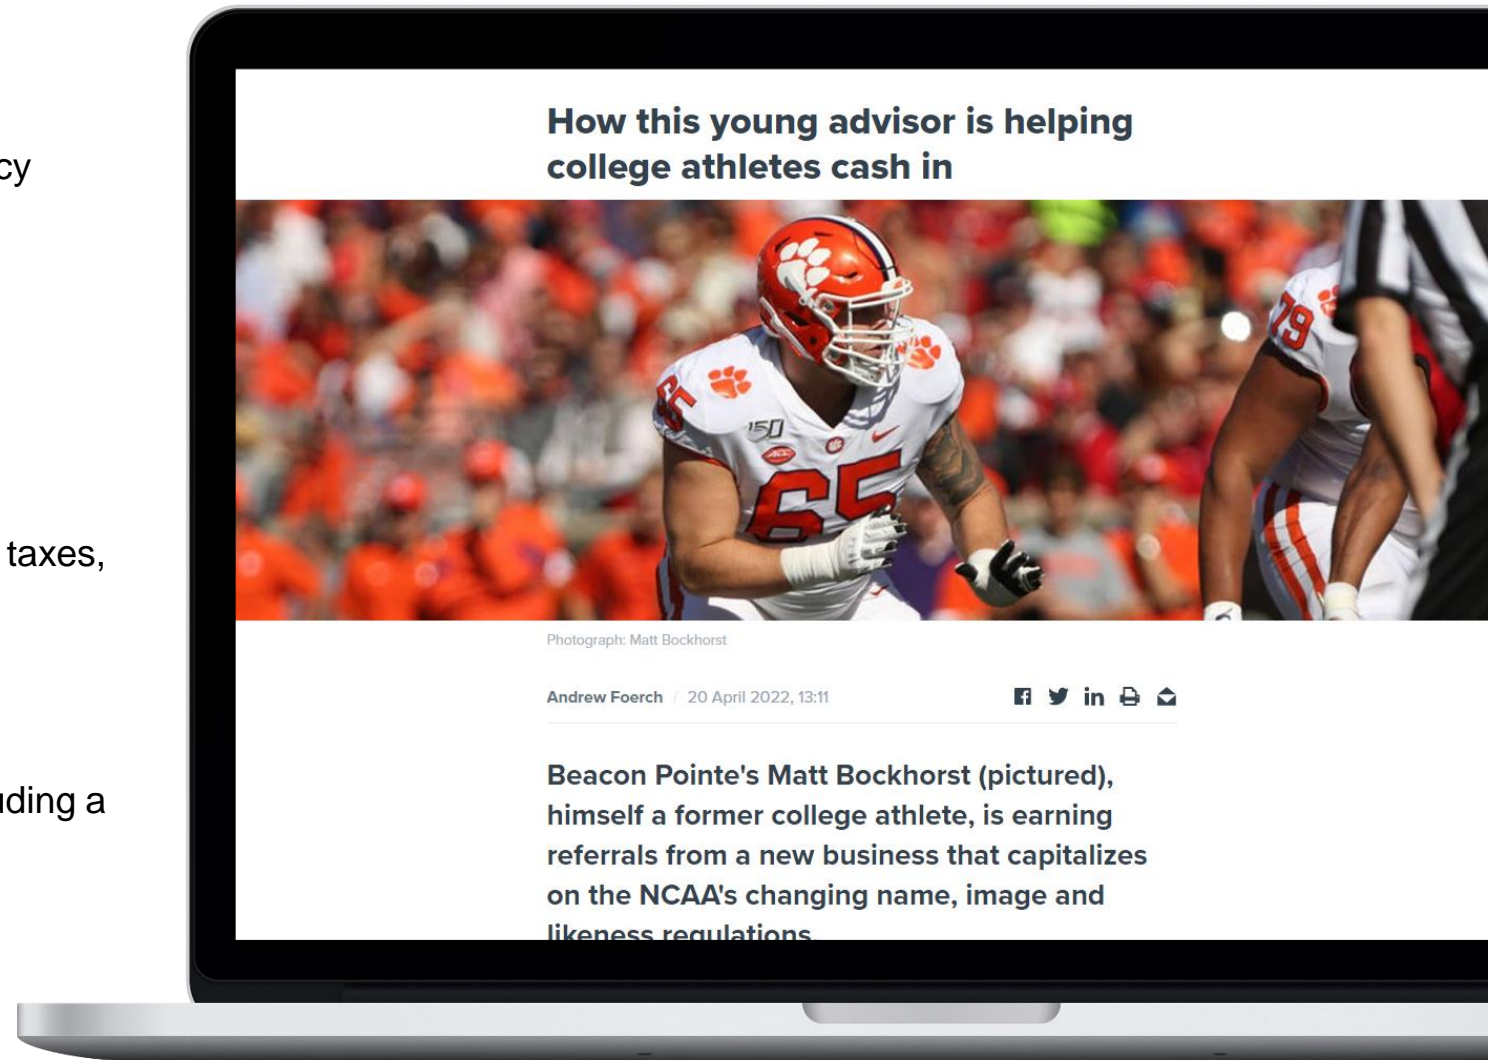 cy
taxes,
uding a
How this young advisor is helping
college athletes cash in
65
150
ACC
65
79
Photograph: Matt Bockhorst
Andrew Foerch / 20 April 2022, 13:11
Beacon Pointe's Matt Bockhorst (pictured),
himself a former college athlete, is earning
referrals from a new business that capitalizes
on the NCAA's changing name, image and
likeness regulations.